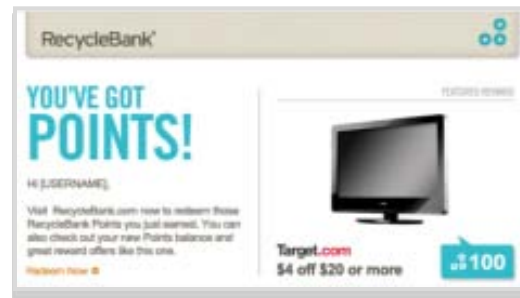 RecycleBank
YOU'VE GOT
POINTS!
HI [USERNAME],
Visit RecycleBank.com now to redeem those
RecycleBank Points you just earned. You can
also check out your new Points balance and
great reward offers like this one.
Redeem Now
FEATURED REWARD
Target.com
$4 off $20 or more
100